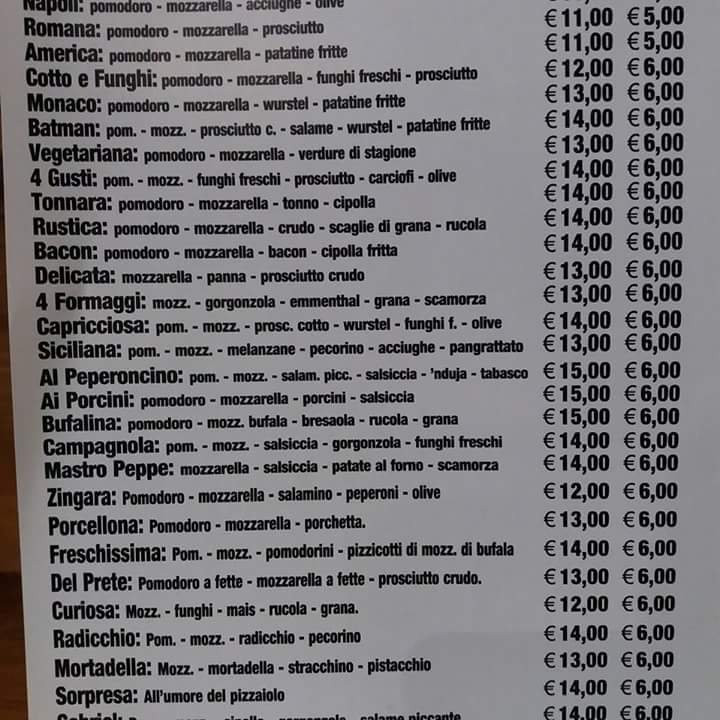 Napoli: pomodoro - mozzarella - acciughe - olive
Romana: pomodoro - mozzarella - prosciutto €11,00 €5,00
America: pomodoro - mozzarella - patatine fritte €11,00 €5,00
Cotto e Funghi: pomodoro - mozzarella - funghi freschi - prosciutto €12,00 €6,00
Monaco: pomodoro - mozzarella - wurstel - patatine fritte €13,00 €6,00
Batman: pom. - mozz. - prosciutto c. - salame - wurstel - patatine fritte €14,00 €6,00
Vegetariana: pomodoro - mozzarella - verdure di stagione €13,00 €6,00
4 Gusti: pom. - mozz. - funghi freschi - prosciutto - carciofi - olive €14,00 €6,00
Tonnara: pomodoro - mozzarella - tonno - cipolla €14,00 €6,00
Rustica: pomodoro - mozzarella - crudo - scaglie di grana - rucola €14,00 €6,00
Bacon: pomodoro - mozzarella - bacon - cipolla fritta €14,00 €6,00
Delicata: mozzarella - panna - prosciutto crudo €13,00 €6,00
4 Formaggi: mozz. - gorgonzola - emmenthal - grana - scamorza €13,00 €6,00
Capricciosa: pom. - mozz. - prosc. cotto - wurstel - funghi f. - olive €14,00 €6,00
Siciliana: pom. - mozz. - melanzane - pecorino - acciughe - pangrattato €13,00 €6,00
Al Peperoncino: pom. - mozz. - salam. picc. - salsiccia - 'nduja - tabasco €15,00 €6,00
Ai Porcini: pomodoro - mozzarella - porcini - salsiccia €15,00 €6,00
Bufalina: pomodoro - mozz. bufala - bresaola - rucola - grana €15,00 €6,00
Campagnola: pom. - mozz. - salsiccia - gorgonzola - funghi freschi €14,00 €6,00
Mastro Peppe: mozzarella - salsiccia - patate al forno - scamorza €14,00 €6,00
Zingara: Pomodoro - mozzarella - salamino - peperoni - olive €12,00 €6,00
Porcellona: Pomodoro - mozzarella - porchetta. €13,00 €6,00
Freschissima: Pom. - mozz. - pomodorini - pizzicotti di mozz. di bufala €14,00 €6,00
Del Prete: Pomodoro a fette - mozzarella a fette - prosciutto crudo. €13,00 €6,00
Curiosa: Mozz. - funghi - mais - rucola - grana. €12,00 €6,00
Radicchio: Pom. - mozz. - radicchio - pecorino €14,00 €6,00
Mortadella: Mozz. - mortadella - stracchino - pistacchio €13,00 €6,00
Sorpresa: All'umore del pizzaiolo €14,00 €6,00
cipolla - gorgonzola - salame piccante €14,00 €6,00